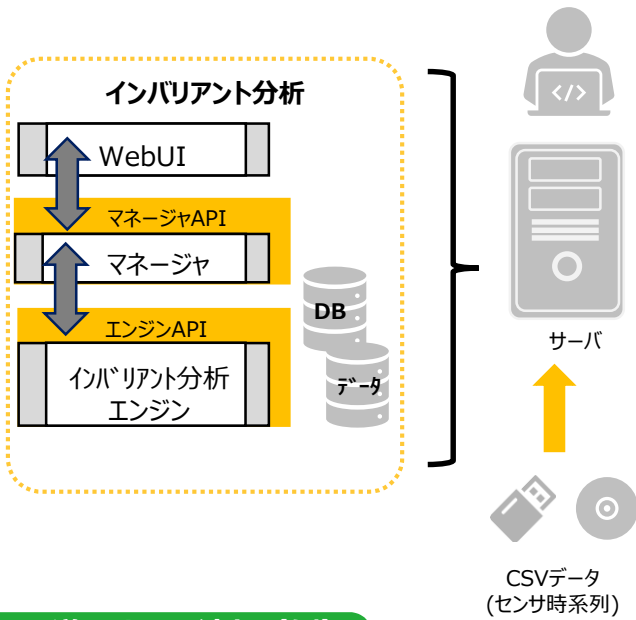 インバリアント分析
WebUI
マネージャAPI
マネージャ
エンジンAPI
インバリアント分析
エンジン
DB
データ
</>
サーバ
CSVデータ
(センサ時系列)